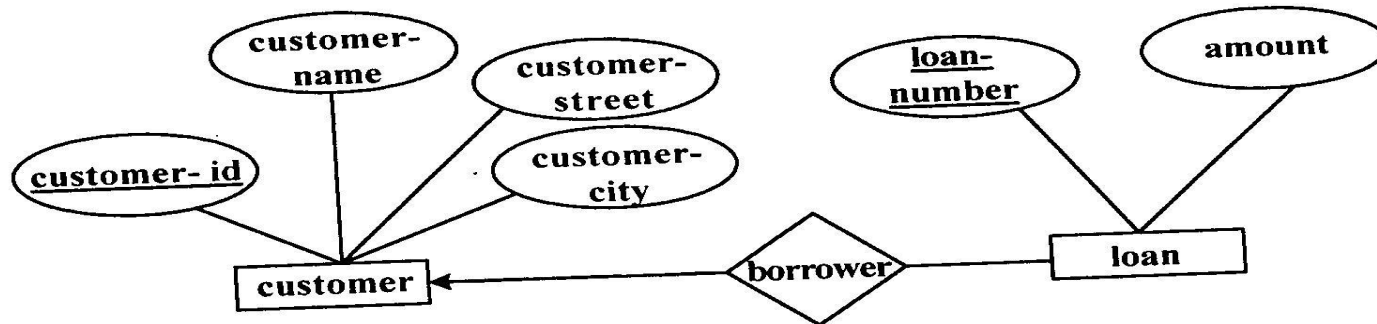 customer-
name
customer-
street
customer- id
customer-
city
loan-
number
amount
customer
borrower
loan